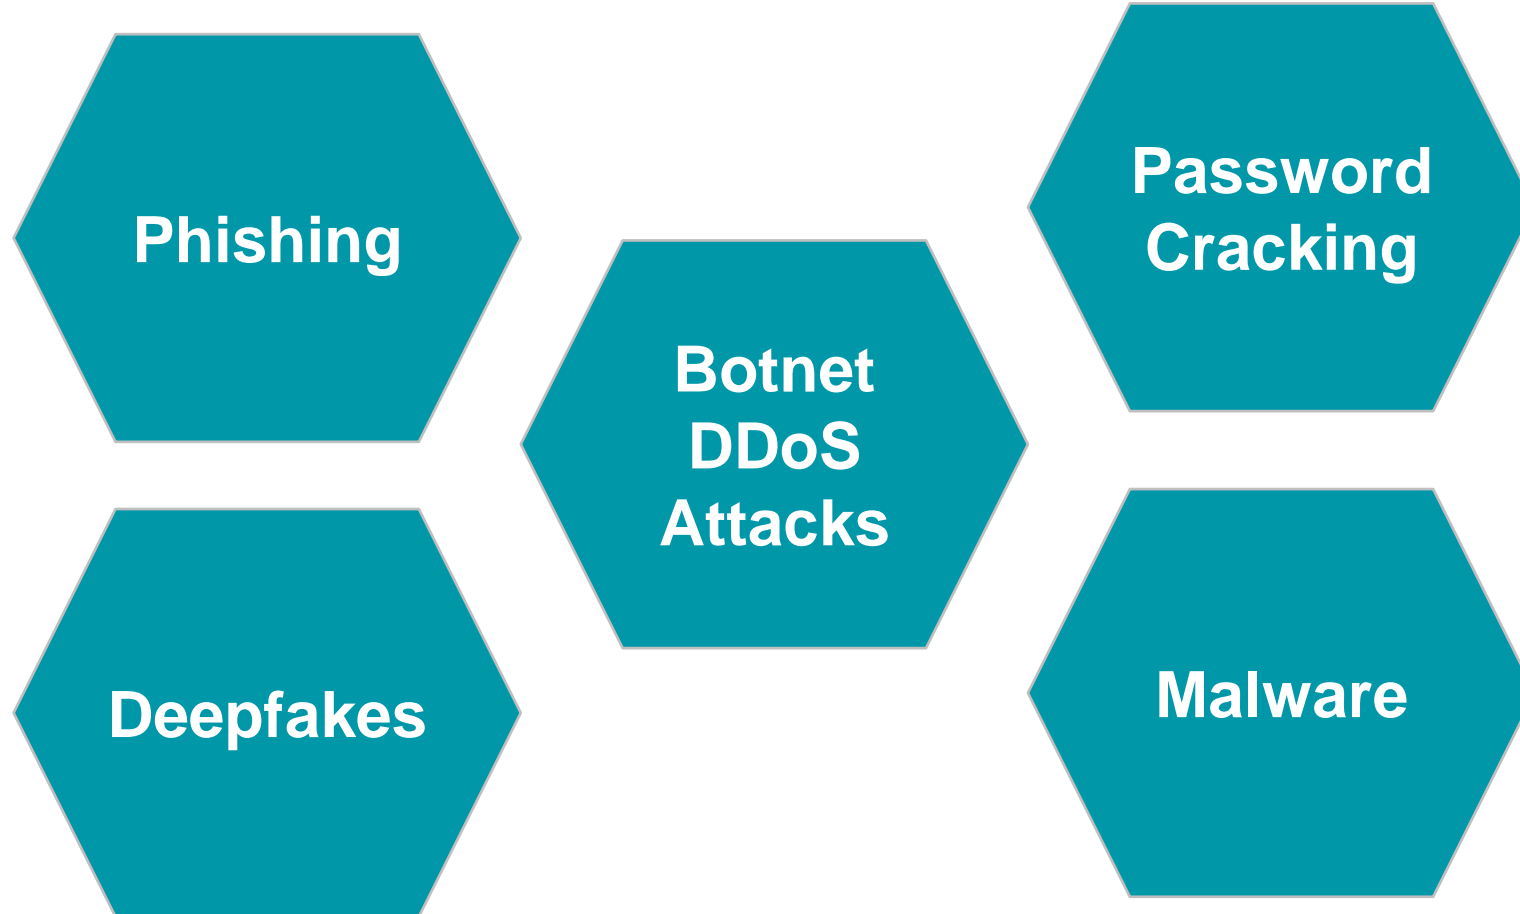 Phishing
Password
Cracking
Botnet
DDoS
Attacks
Deepfakes
Malware